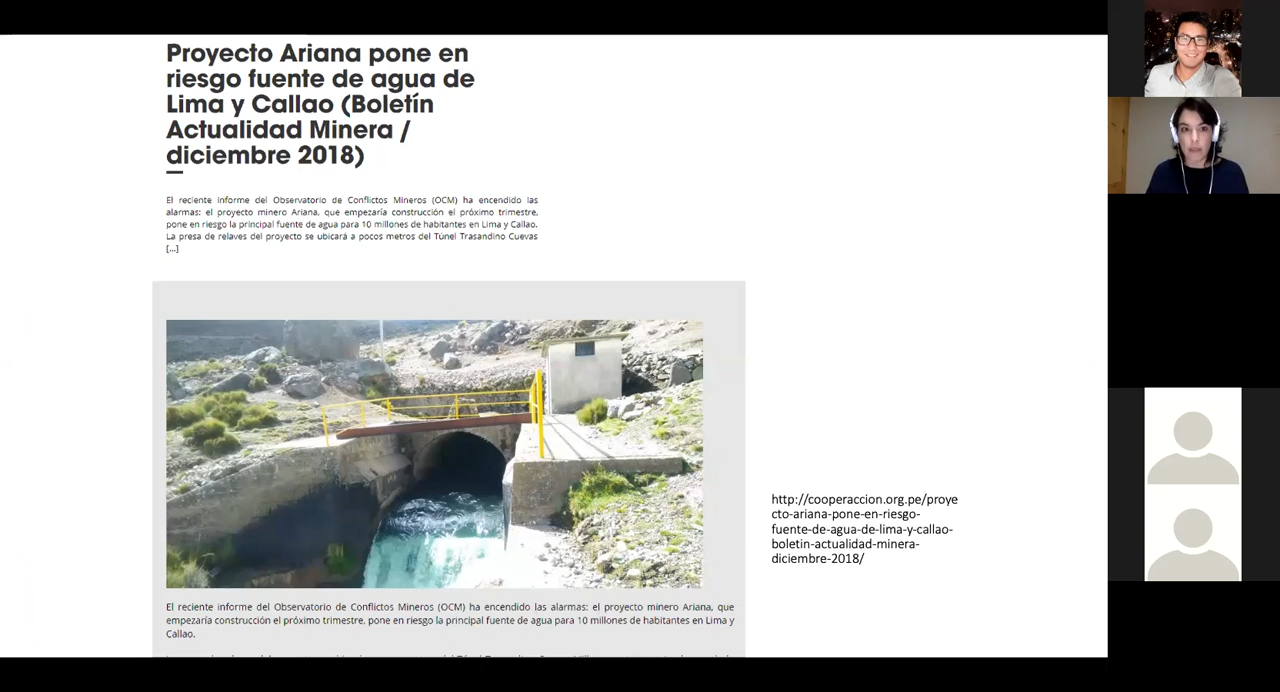 Proyecto Ariana pone en
riesgo fuente de agua de
Lima y Callao (Boletín
Actualidad Minera /
diciembre 2018)
El reciente informe del Observatorio de Conflictos Mineros (OCM) ha encendido las
alarmas: el proyecto minero Ariana, que empezaría construcción el próximo trimestre,
pone en riesgo la principal fuente de agua para 10 millones de habitantes en Lima y Callao.
La presa de relaves del proyecto se ubicará a pocos metros del Túnel Trasandino Cuevas
[...]
http://cooperaccion.org.pe/proye
cto-ariana-pone-en-riesgo-
fuente-de-agua-de-lima-y-callao-
boletin-actualidad-minera-
diciembre-2018/
El reciente informe del Observatorio de Conflictos Mineros (OCM) ha encendido las alarmas: el proyecto minero Ariana, que
empezaría construcción el próximo trimestre, pone en riesgo la principal fuente de agua para 10 millones de habitantes en Lima y
Callao.